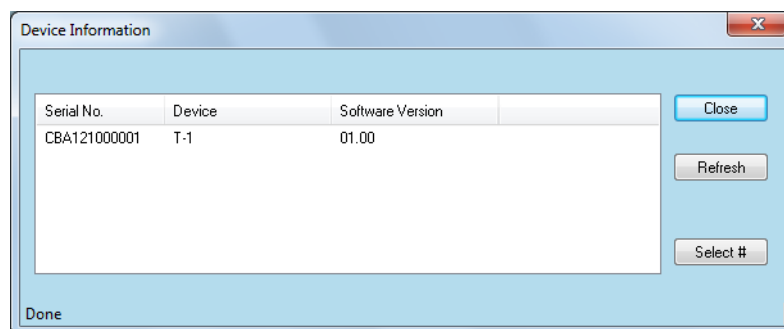 Device Information
Serial No. Device Software Version
CBA121000001 T-1 01.00
Close
Refresh
Select #
Done